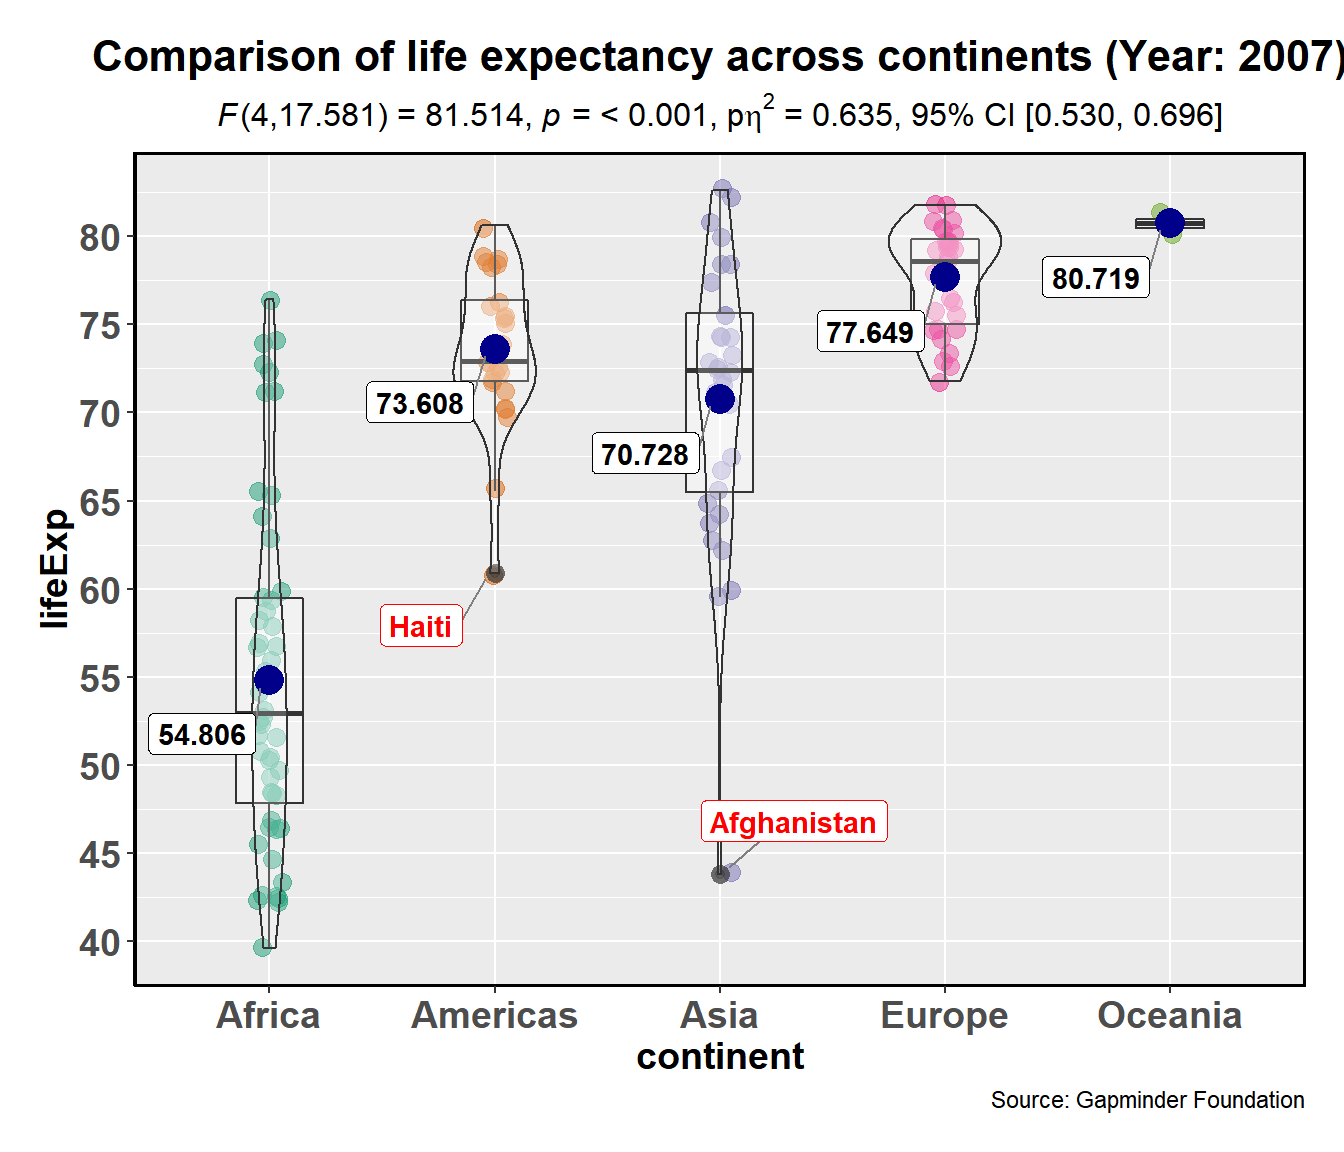 Comparison of life expectancy across continents (Year: 2007)
F(4,17.581) = 81.514, p = < 0.001, pη² = 0.635, 95% CI [0.530, 0.696]
lifeExp
80
75
70
65
60
55
50
45
40
54.806
73.608
70.728
77.649
80.719
Haiti
Afghanistan
Africa Americas Asia Europe Oceania
continent
Source: Gapminder Foundation